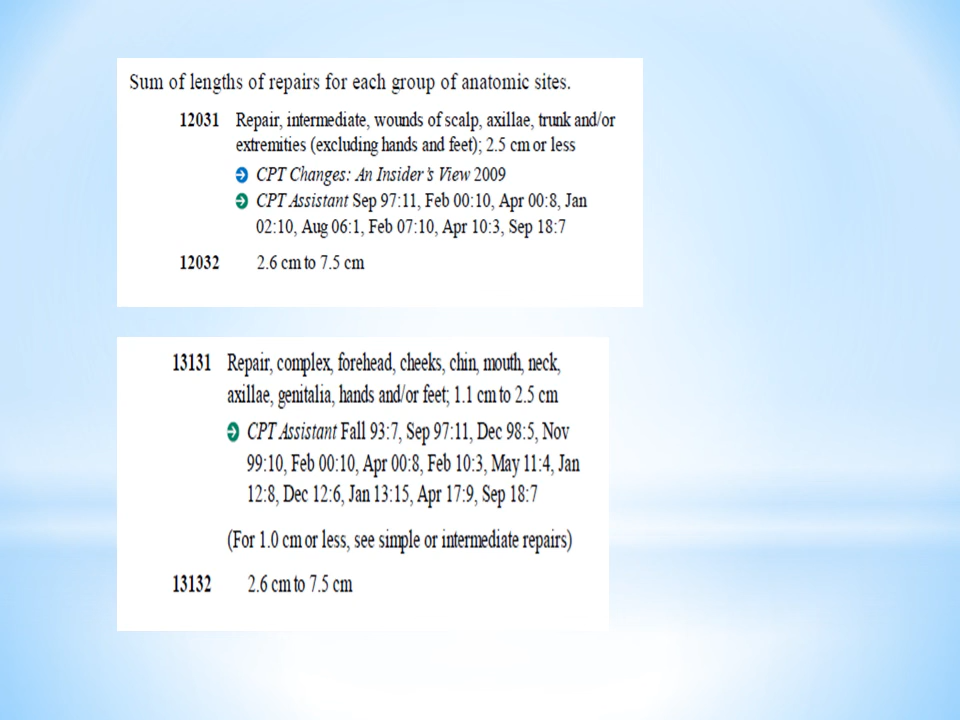 Sum of lengths of repairs for each group of anatomic sites.
12031 Repair, intermediate, wounds of scalp, axillae, trunk and/or
extremities (excluding hands and feet); 2.5 cm or less
CPT Changes: An Insider's View 2009
CPT Assistant Sep 97:11, Feb 00:10, Apr 00:8, Jan
02:10, Aug 06:1, Feb 07:10, Apr 10:3, Sep 18:7
12032 2.6 cm to 7.5 cm
13131 Repair, complex, forehead, cheeks, chin, mouth, neck,
axillae, genitalia, hands and/or feet; 1.1 cm to 2.5 cm
CPT Assistant Fall 93:7, Sep 97:11, Dec 98:5, Nov
99:10, Feb 00:10, Apr 00:8, Feb 10:3, May 11:4, Jan
12:8, Dec 12:6, Jan 13:15, Apr 17:9, Sep 18:7
(For 1.0 cm or less, see simple or intermediate repairs)
13132 2.6 cm to 7.5 cm